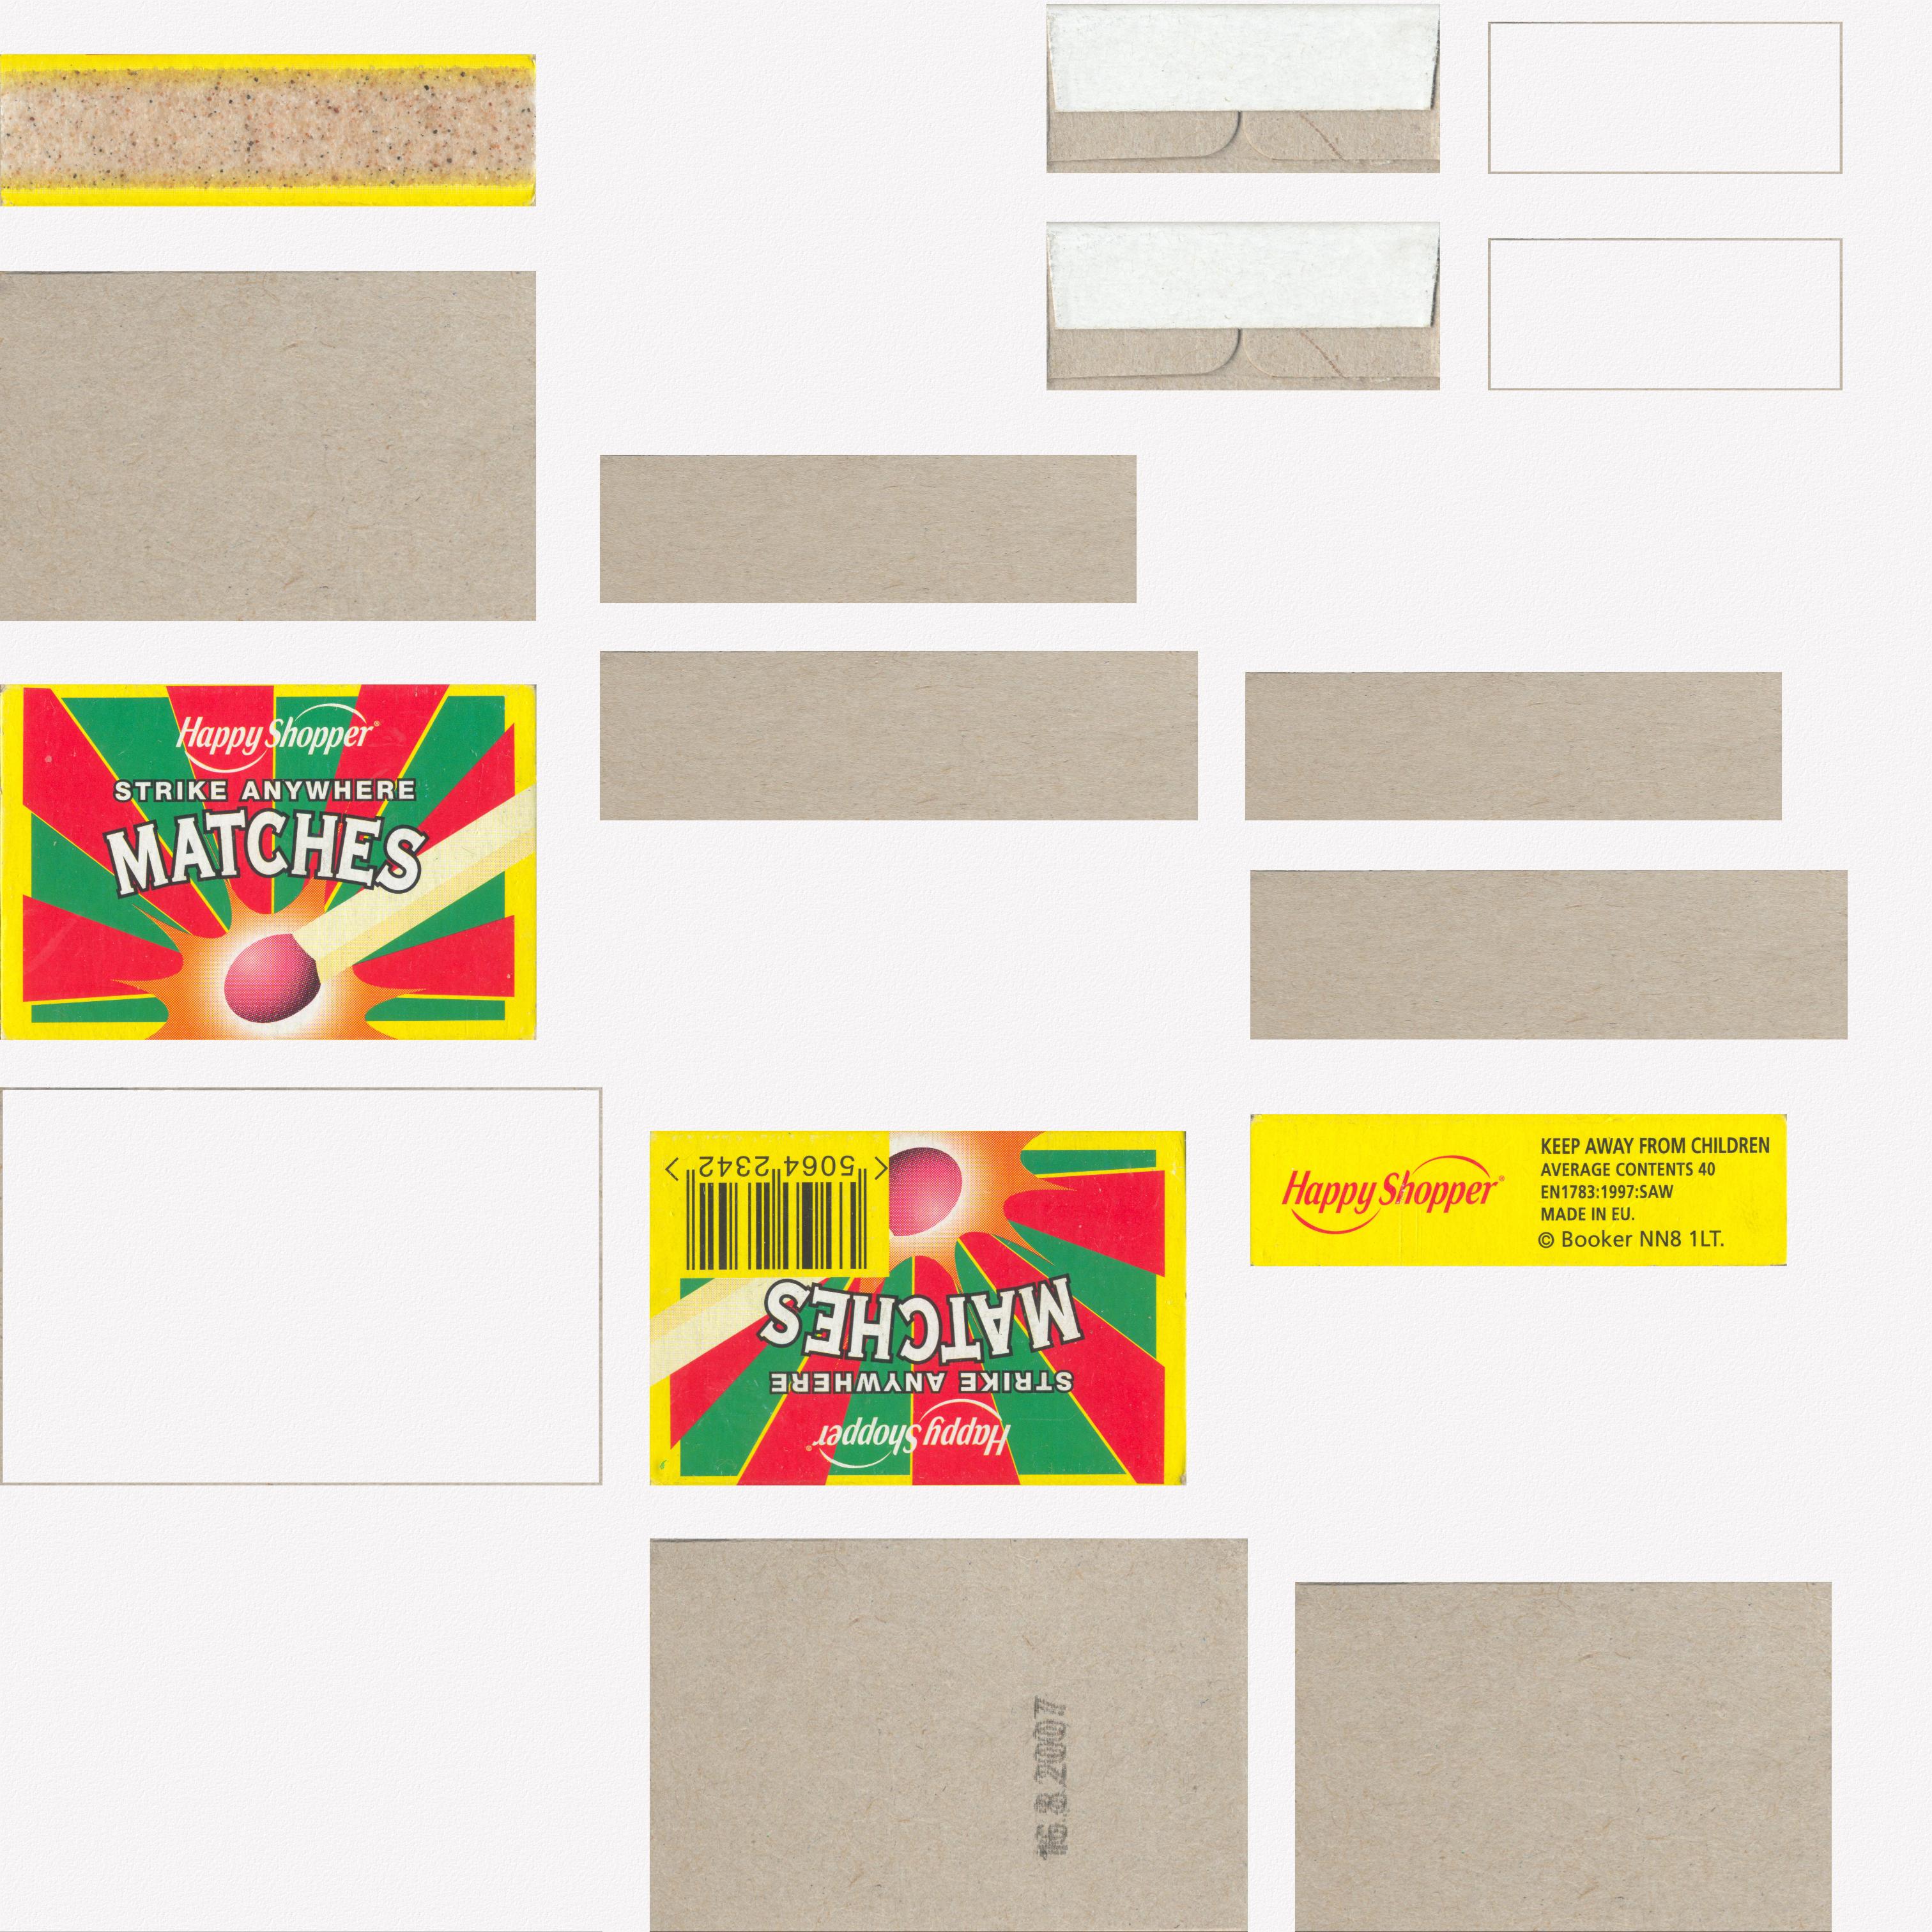 Happy Shopper®
STRIKE ANYWHERE
MATCHES
< 5064 2342 >
MATCHES
STRIKE ANYWHERE
Happy Shopper®
Happy Shopper®
KEEP AWAY FROM CHILDREN
AVERAGE CONTENTS 40
EN1783:1997:SAW
MADE IN EU.
© Booker NN8 1LT.
16.8.2007